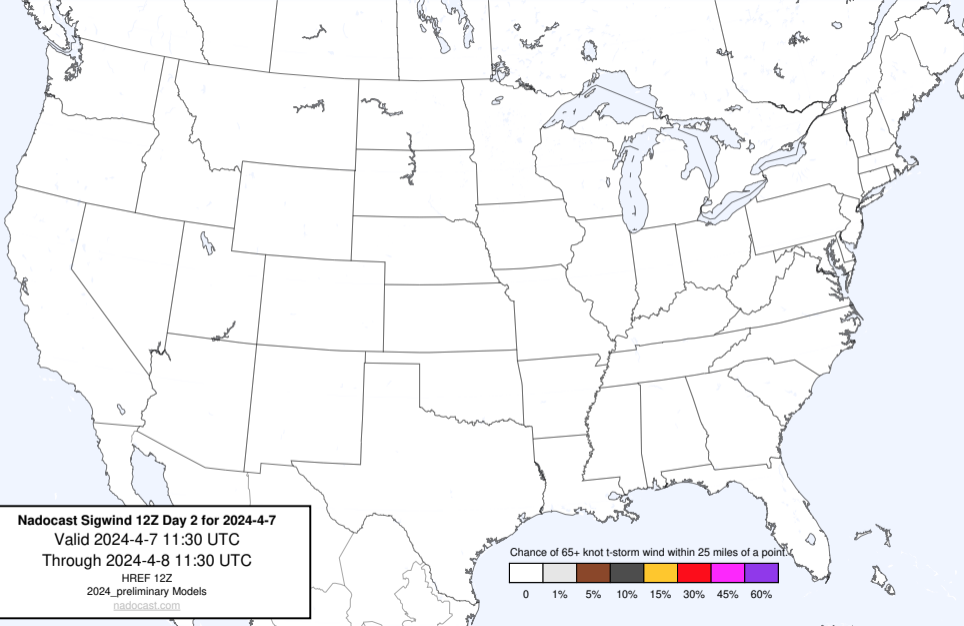 Nadocast Sigwind 12Z Day 2 for 2024-4-7
Valid 2024-4-7 11:30 UTC
Through 2024-4-8 11:30 UTC
HREF 12Z
2024_preliminary Models
nadocast.com
Chance of 65+ knot t-storm wind within 25 miles of a point.
0 1% 5% 10% 15% 30% 45% 60%